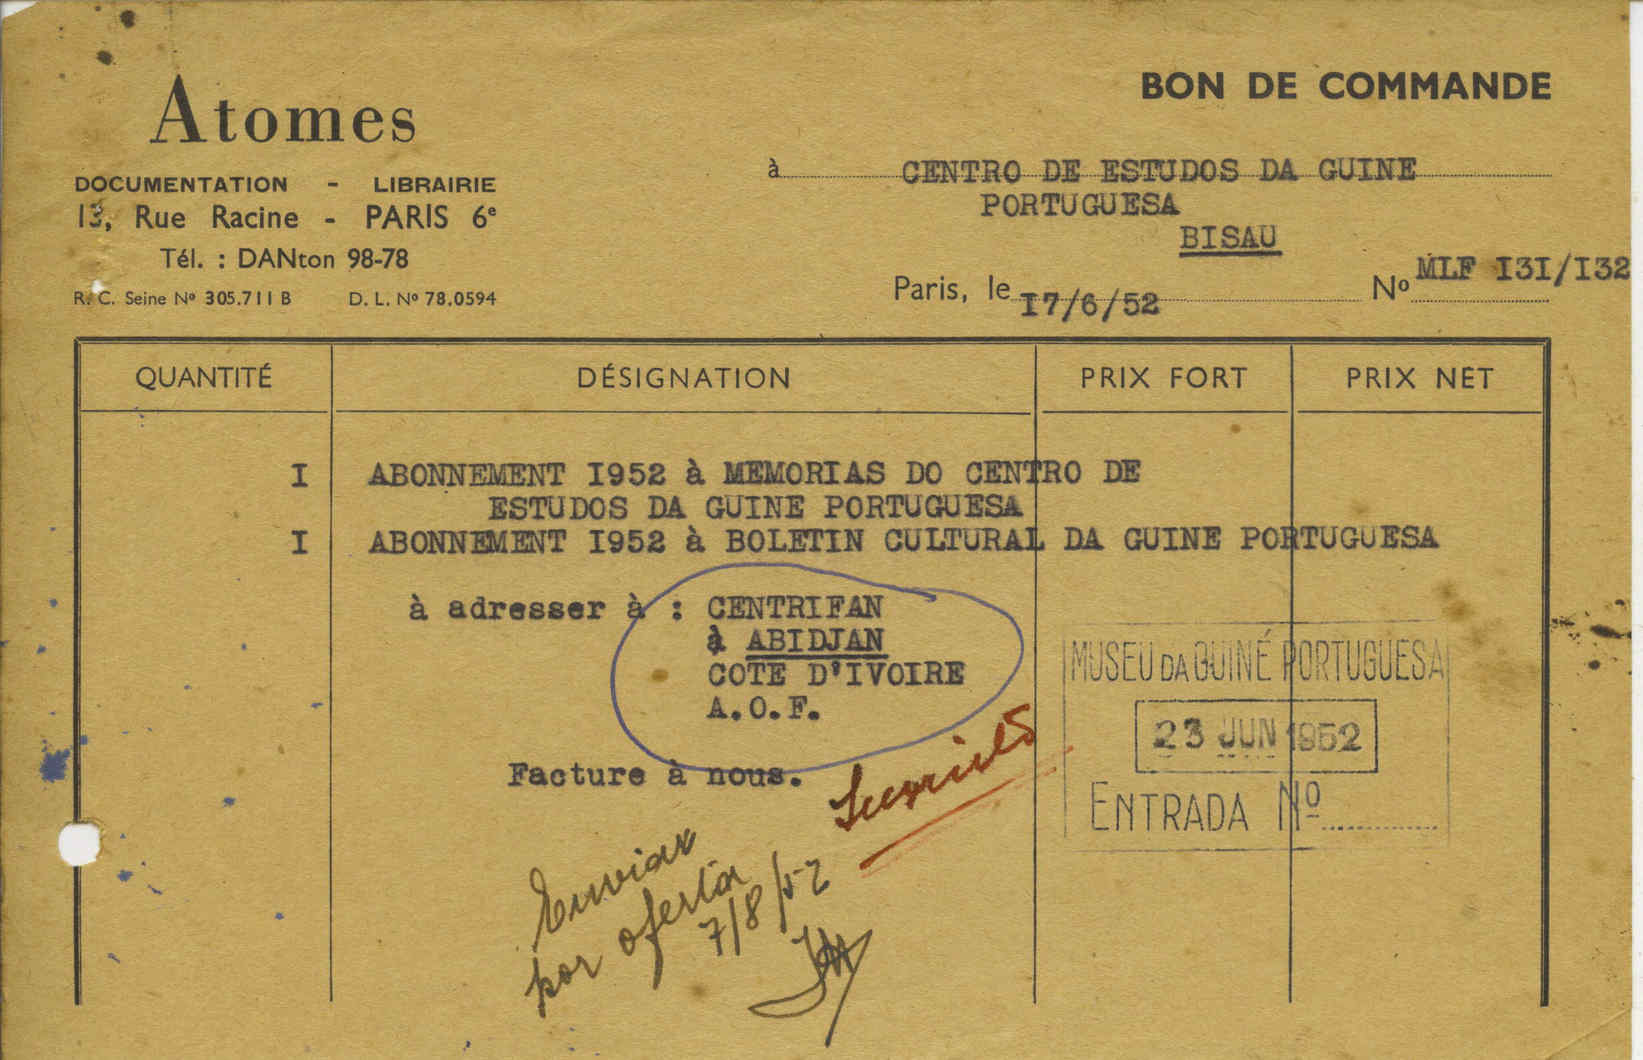 Atomes
DOCUMENTATION - LIBRAIRIE
13, Rue Racine - PARIS 6e
Tél. : DANton 98-78
R. C. Seine Nº 305.711 B D. L. Nº 78.0594
BON DE COMMANDE
à CENTRO DE ESTUDOS DA GUINE
PORTUGUESA
BISAU
Paris, le 17/6/52 Nº MLF I3I/I32
QUANTITÉ DÉSIGNATION PRIX FORT PRIX NET
I ABONNEMENT I952 à MEMORIAS DO CENTRO DE
ESTUDOS DA GUINE PORTUGUESA
I ABONNEMENT I952 à BOLETIN CULTURAL DA GUINE PORTUGUESA
à adresser à : CENTRIFAN
à ABIDJAN
COTE D'IVOIRE
A.O.F.
Facture à nous.
MUSEU DA GUINÉ PORTUGUESA
23 JUN 1952
ENTRADA Nº
Enviar
por oferta
7/8/52